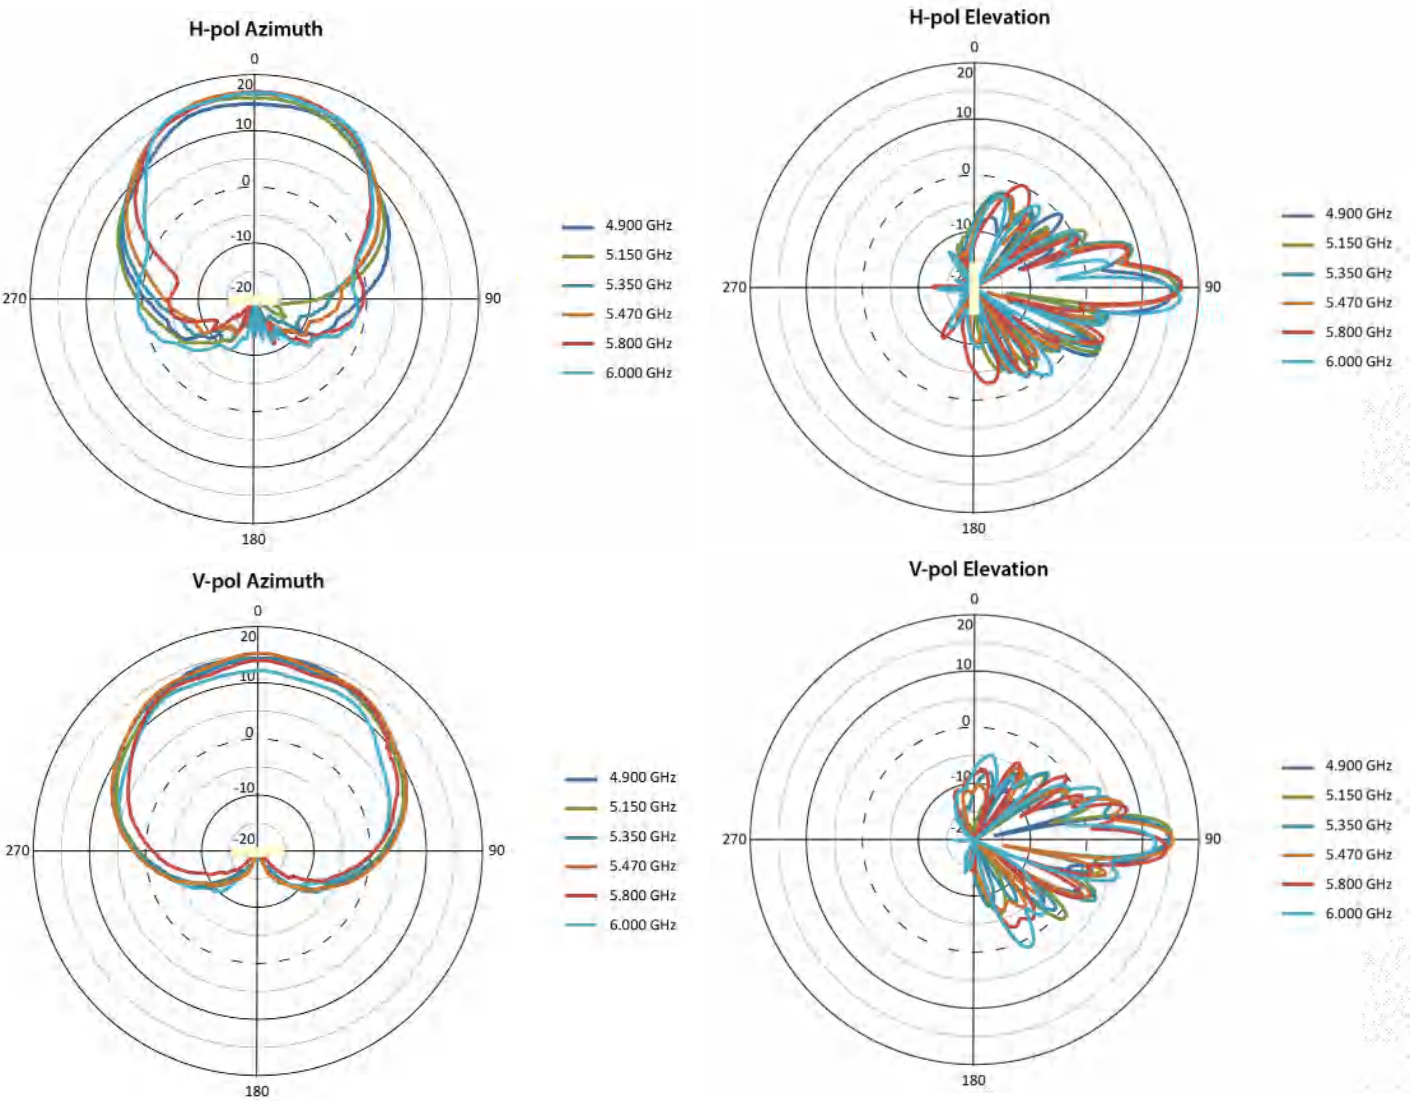 H-pol Azimuth
0
20
10
0
-10
-20
270
90
180
4.900 GHz
5.150 GHz
5.350 GHz
5.470 GHz
5.800 GHz
6.000 GHz
H-pol Elevation
0
20
10
0
-10
-2
270
90
180
4.900 GHz
5.150 GHz
5.350 GHz
5.470 GHz
5.800 GHz
6.000 GHz
V-pol Azimuth
0
20
10
0
-10
-20
270
90
180
4.900 GHz
5.150 GHz
5.350 GHz
5.470 GHz
5.800 GHz
6.000 GHz
V-pol Elevation
0
20
10
0
-10
-2
270
90
180
4.900 GHz
5.150 GHz
5.350 GHz
5.470 GHz
5.800 GHz
6.000 GHz